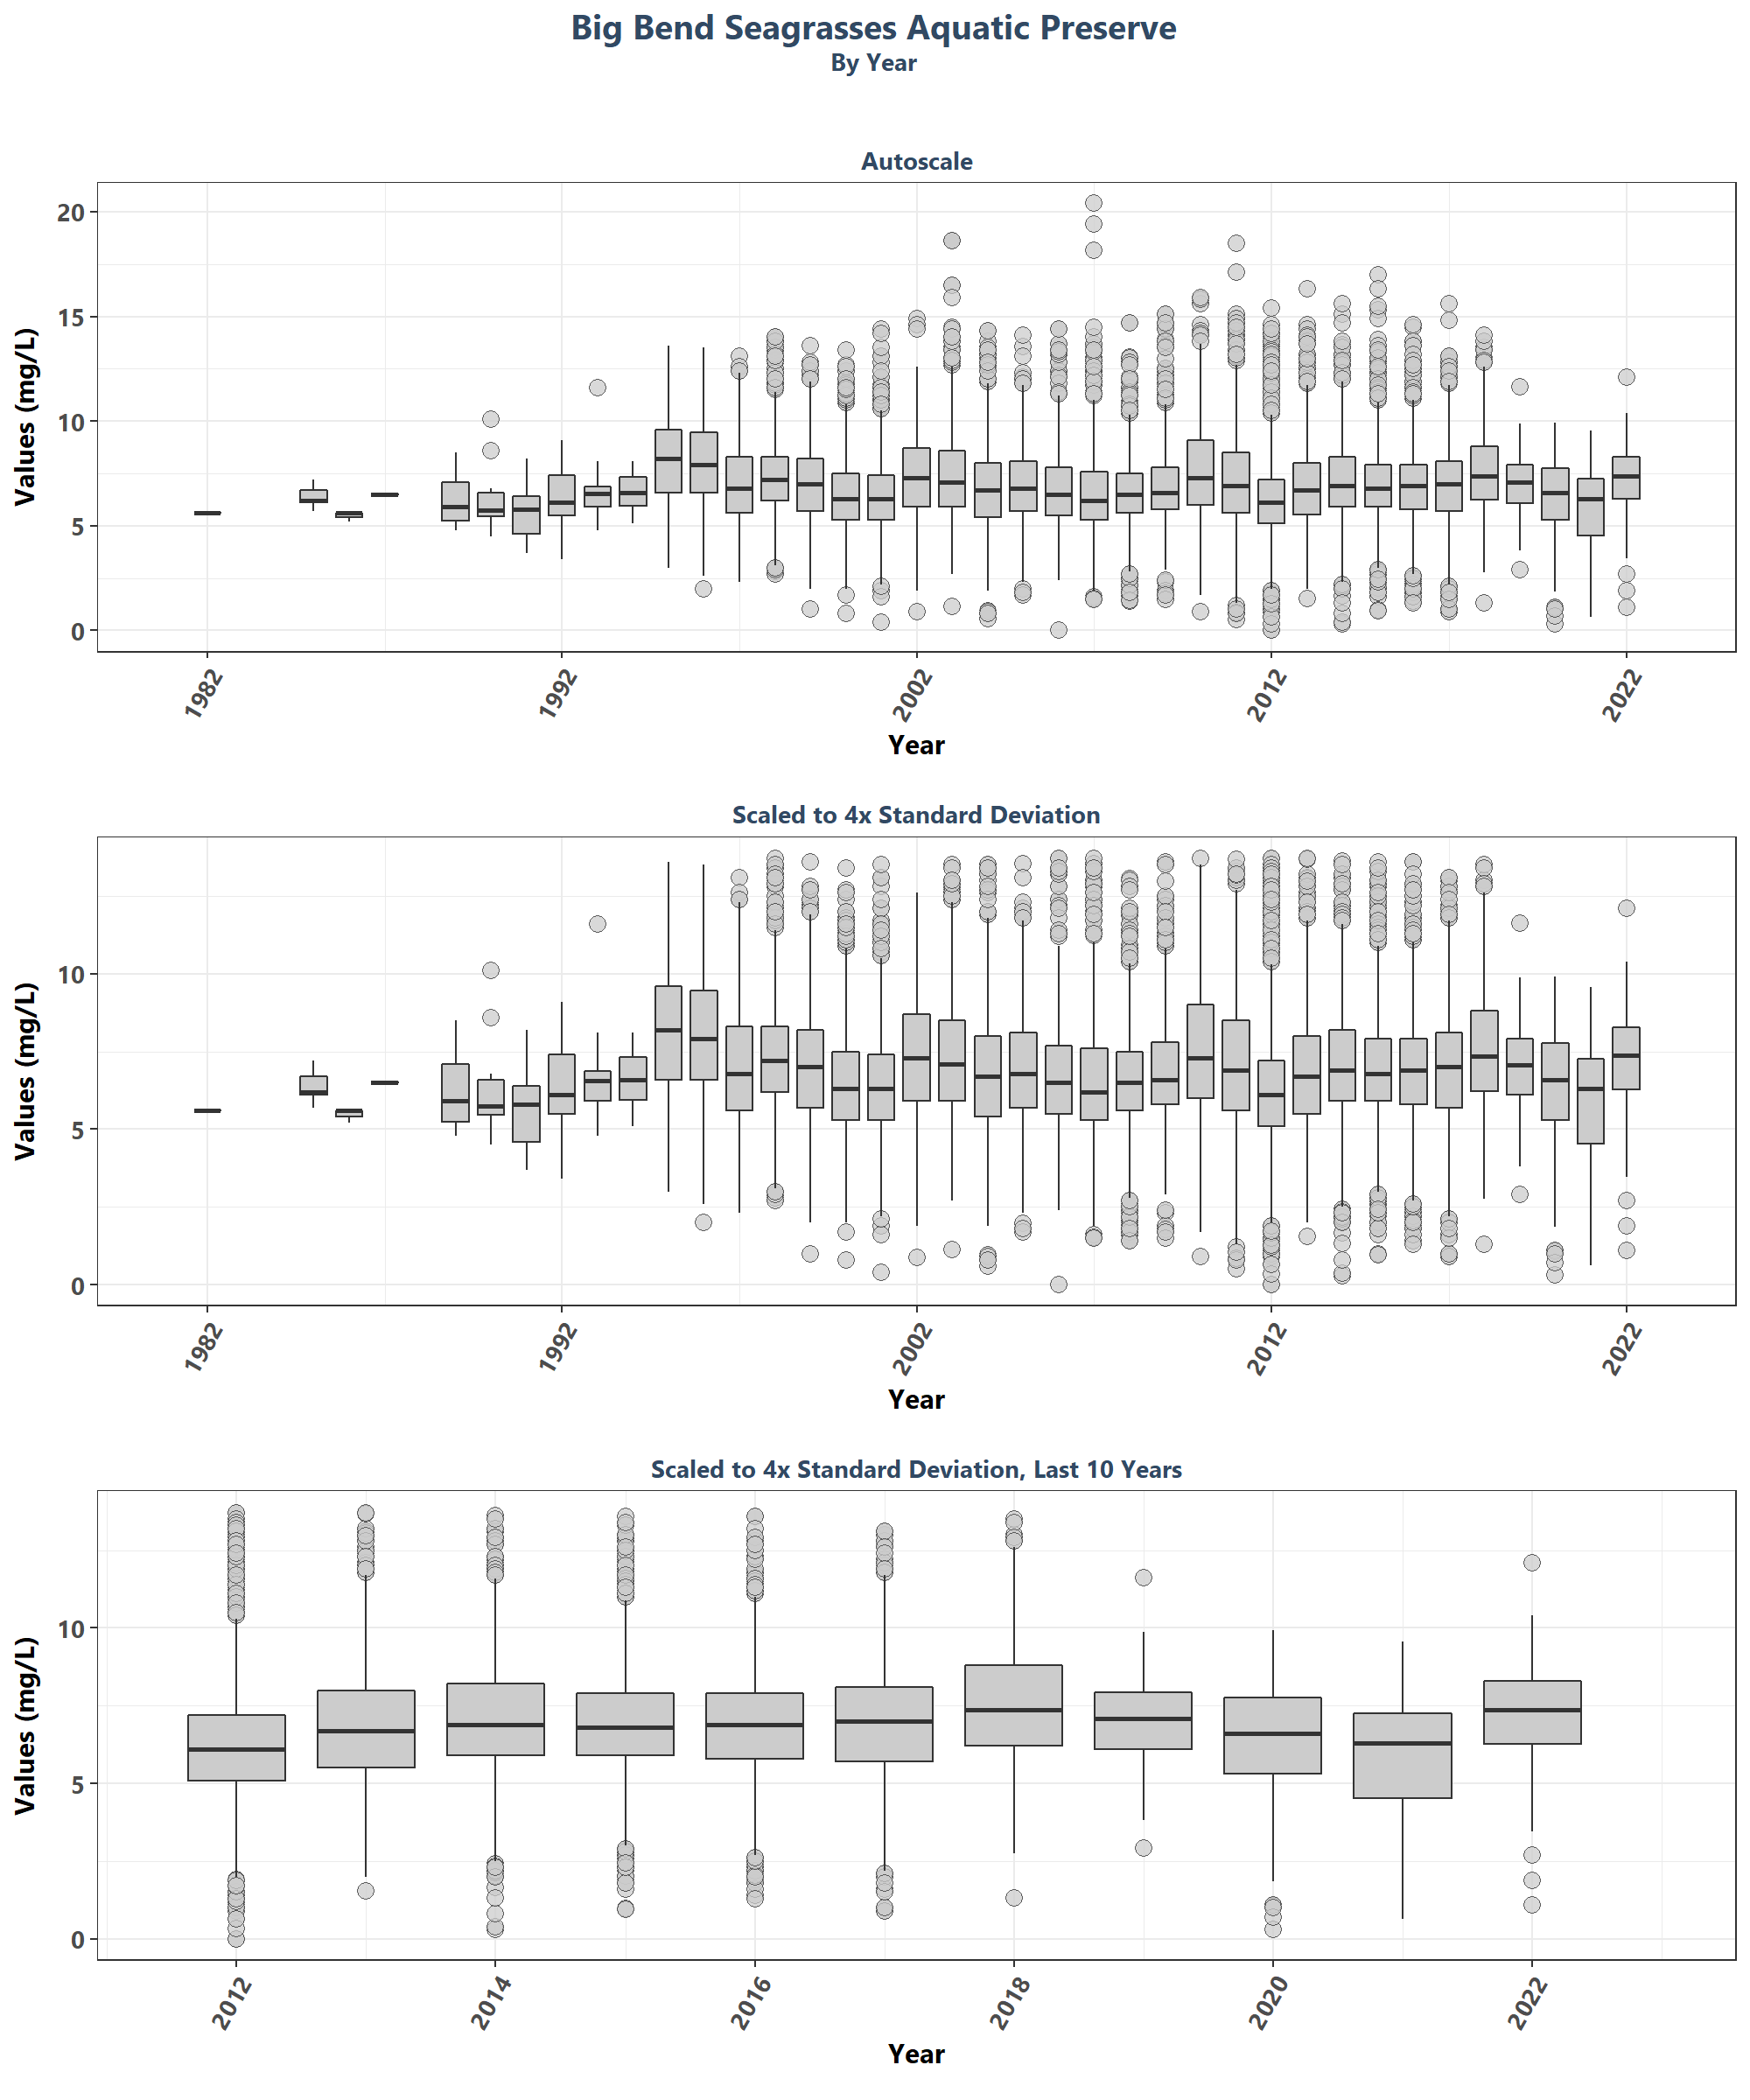 Big Bend Seagrasses Aquatic Preserve
By Year
Autoscale
Values (mg/L)
20
15
10
5
0
1982
1992
2002
2012
2022
Year
Scaled to 4x Standard Deviation
Values (mg/L)
10
5
0
1982
1992
2002
2012
2022
Year
Scaled to 4x Standard Deviation, Last 10 Years
Values (mg/L)
10
5
0
2012
2014
2016
2018
2020
2022
Year